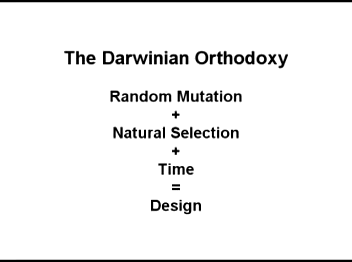 The Darwinian Orthodoxy
Random Mutation
+
Natural Selection
+
Time
=
Design